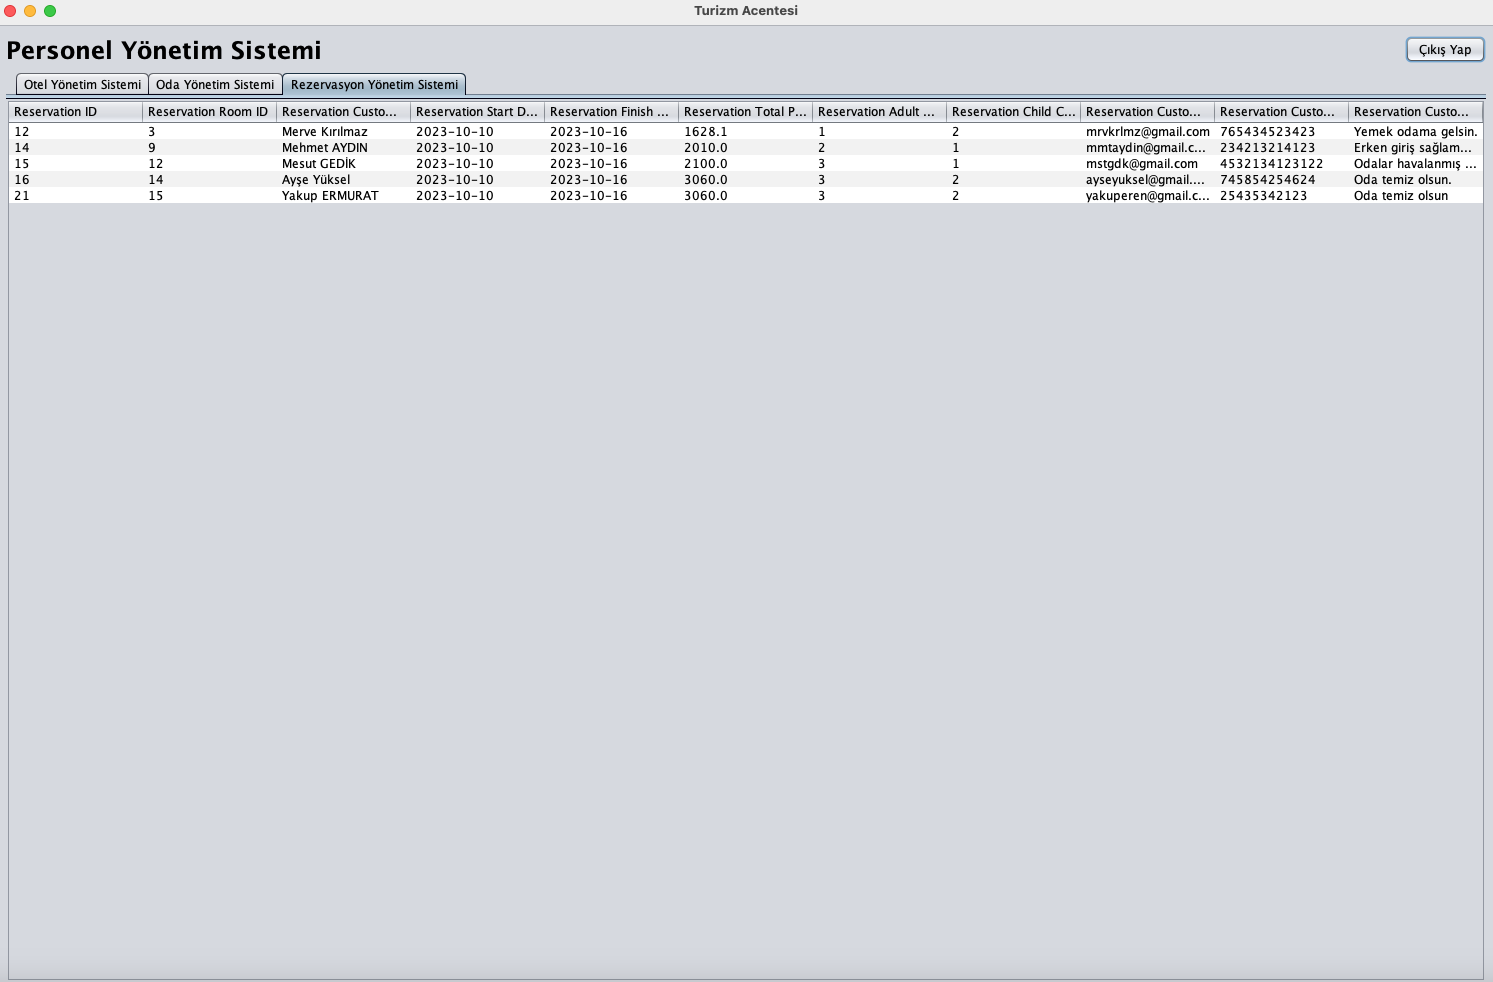 Turizm Acentesi
Personel Yönetim Sistemi
Çıkış Yap
Otel Yönetim Sistemi Oda Yönetim Sistemi Rezervasyon Yönetim Sistemi
Reservation ID Reservation Room ID Reservation Custo... Reservation Start D... Reservation Finish ... Reservation Total P... Reservation Adult ... Reservation Child C... Reservation Custo... Reservation Custo... Reservation Custo...
12 3 Merve Kırılmaz 2023-10-10 2023-10-16 1628.1 1 2 mrvkrlmz@gmail.com 765434523423 Yemek odama gelsin.
14 9 Mehmet AYDIN 2023-10-10 2023-10-16 2010.0 2 1 mmtaydin@gmail.c... 234213214123 Erken giriş sağlam...
15 12 Mesut GEDİK 2023-10-10 2023-10-16 2100.0 3 1 mstgdk@gmail.com 4532134123122 Odalar havalanmış ...
16 14 Ayşe Yüksel 2023-10-10 2023-10-16 3060.0 3 2 ayseyuksel@gmail.... 745854254624 Oda temiz olsun.
21 15 Yakup ERMURAT 2023-10-10 2023-10-16 3060.0 3 2 yakuperen@gmail.c... 25435342123 Oda temiz olsun